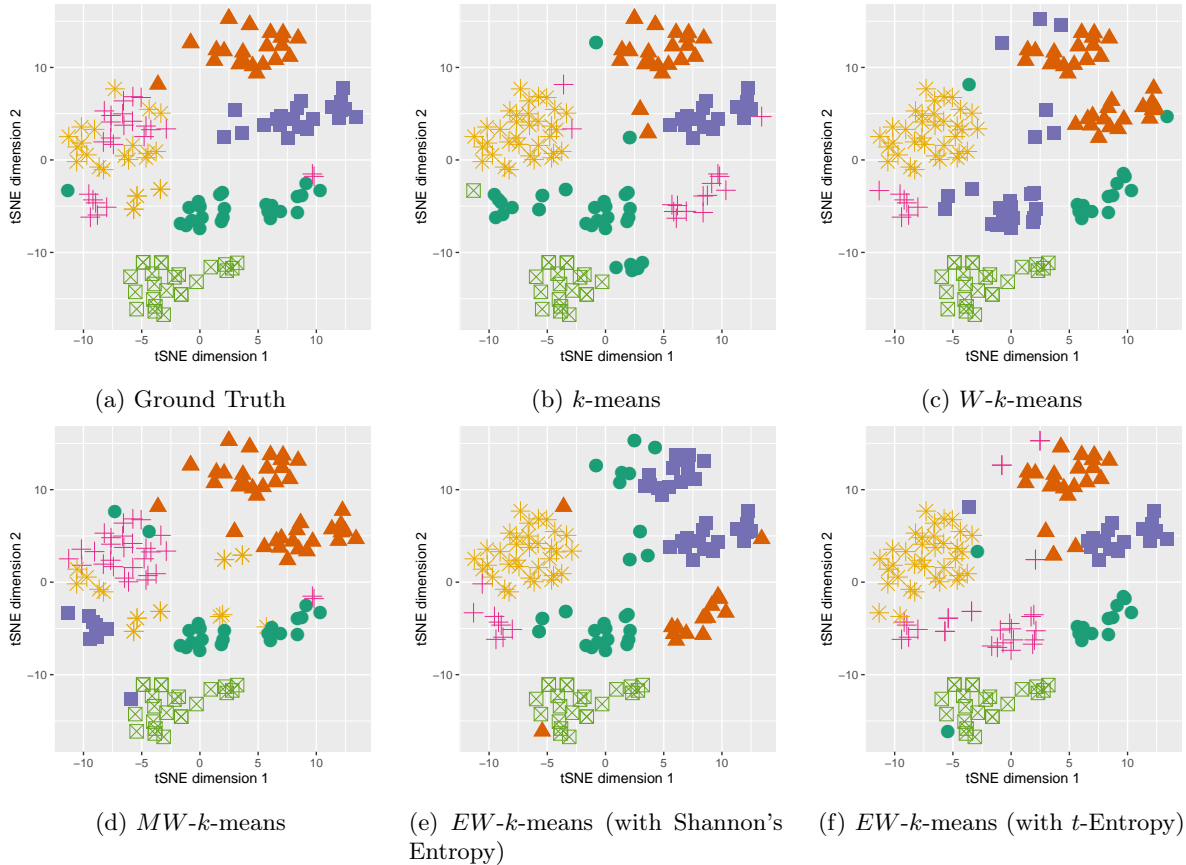 10
0
−10
−10
−5
0
5
10
tSNE dimension 1
tSNE dimension 2
(a) Ground Truth
10
0
−10
−10
−5
0
5
10
tSNE dimension 1
tSNE dimension 2
(b) k-means
10
0
−10
−10
−5
0
5
10
tSNE dimension 1
tSNE dimension 2
(c) W-k-means
10
0
−10
−10
−5
0
5
10
tSNE dimension 1
tSNE dimension 2
(d) MW-k-means
10
0
−10
−10
−5
0
5
10
tSNE dimension 1
tSNE dimension 2
(e) EW-k-means (with Shannon's
Entropy)
10
0
−10
−10
−5
0
5
10
tSNE dimension 1
tSNE dimension 2
(f) EW-k-means (with t-Entropy)